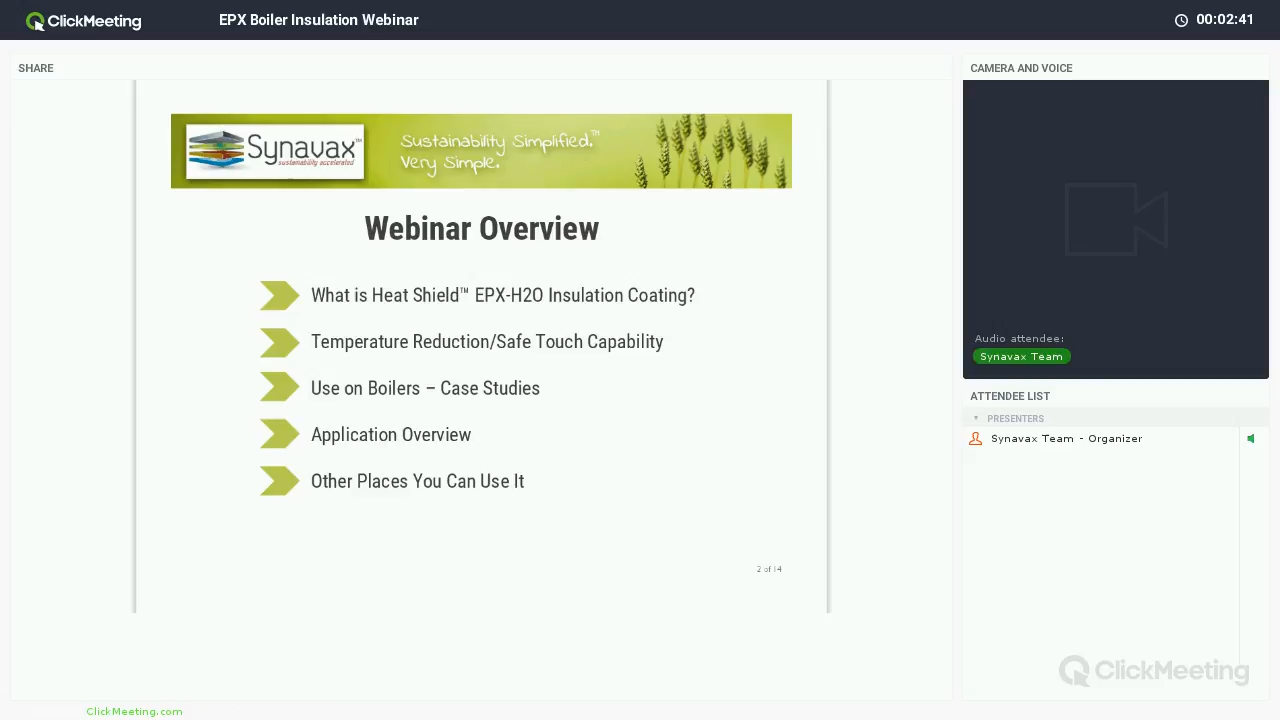 ClickMeeting
EPX Boiler Insulation Webinar
00:02:41
SHARE
Synavax™
sustainability accelerated
Sustainability Simplified.™
Very Simple.
Webinar Overview
What is Heat Shield™ EPX-H2O Insulation Coating?
Temperature Reduction/Safe Touch Capability
Use on Boilers – Case Studies
Application Overview
Other Places You Can Use It
2 of 14
CAMERA AND VOICE
Audio attendee:
Synavax Team
ATTENDEE LIST
PRESENTERS
Synavax Team - Organizer
ClickMeeting
ClickMeeting.com